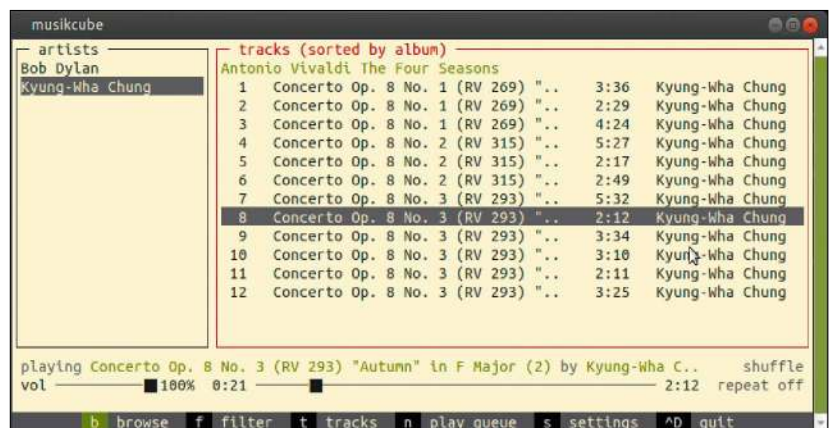 musikcube
artists
tracks (sorted by album)
Bob Dylan
Kyung-Wha Chung
Antonio Vivaldi The Four Seasons
1 Concerto Op. 8 No. 1 (RV 269) ".. 3:36 Kyung-Wha Chung
2 Concerto Op. 8 No. 1 (RV 269) ".. 2:29 Kyung-Wha Chung
3 Concerto Op. 8 No. 1 (RV 269) ".. 4:24 Kyung-Wha Chung
4 Concerto Op. 8 No. 2 (RV 315) ".. 5:27 Kyung-Wha Chung
5 Concerto Op. 8 No. 2 (RV 315) ".. 2:17 Kyung-Wha Chung
6 Concerto Op. 8 No. 2 (RV 315) ".. 2:49 Kyung-Wha Chung
7 Concerto Op. 8 No. 3 (RV 293) ".. 5:32 Kyung-Wha Chung
8 Concerto Op. 8 No. 3 (RV 293) ".. 2:12 Kyung-Wha Chung
9 Concerto Op. 8 No. 3 (RV 293) ".. 3:34 Kyung-Wha Chung
10 Concerto Op. 8 No. 3 (RV 293) ".. 3:10 Kyung-Wha Chung
11 Concerto Op. 8 No. 3 (RV 293) ".. 2:11 Kyung-Wha Chung
12 Concerto Op. 8 No. 3 (RV 293) ".. 3:25 Kyung-Wha Chung
playing Concerto Op. 8 No. 3 (RV 293) "Autumn" in F Major (2) by Kyung-Wha C.. shuffle
vol 100% 0:21 2:12 repeat off
b browse f filter t tracks n play queue s settings ^D quit